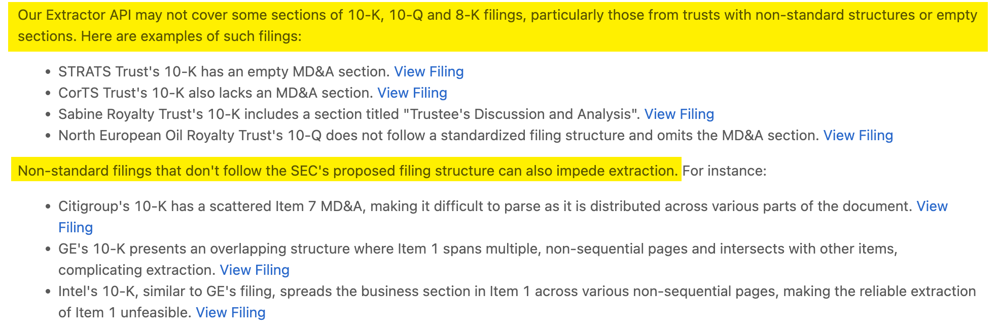 Our Extractor API may not cover some sections of 10-K, 10-Q and 8-K filings, particularly those from trusts with non-standard structures or empty
sections. Here are examples of such filings:
• STRATS Trust's 10-K has an empty MD&A section. View Filing
• CorTS Trust's 10-K also lacks an MD&A section. View Filing
• Sabine Royalty Trust's 10-K includes a section titled "Trustee's Discussion and Analysis". View Filing
• North European Oil Royalty Trust's 10-Q does not follow a standardized filing structure and omits the MD&A section. View Filing
Non-standard filings that don't follow the SEC's proposed filing structure can also impede extraction. For instance:
• Citigroup's 10-K has a scattered Item 7 MD&A, making it difficult to parse as it is distributed across various parts of the document. View
Filing
• GE's 10-K presents an overlapping structure where Item 1 spans multiple, non-sequential pages and intersects with other items,
complicating extraction. View Filing
• Intel's 10-K, similar to GE's filing, spreads the business section in Item 1 across various non-sequential pages, making the reliable extraction
of Item 1 unfeasible. View Filing